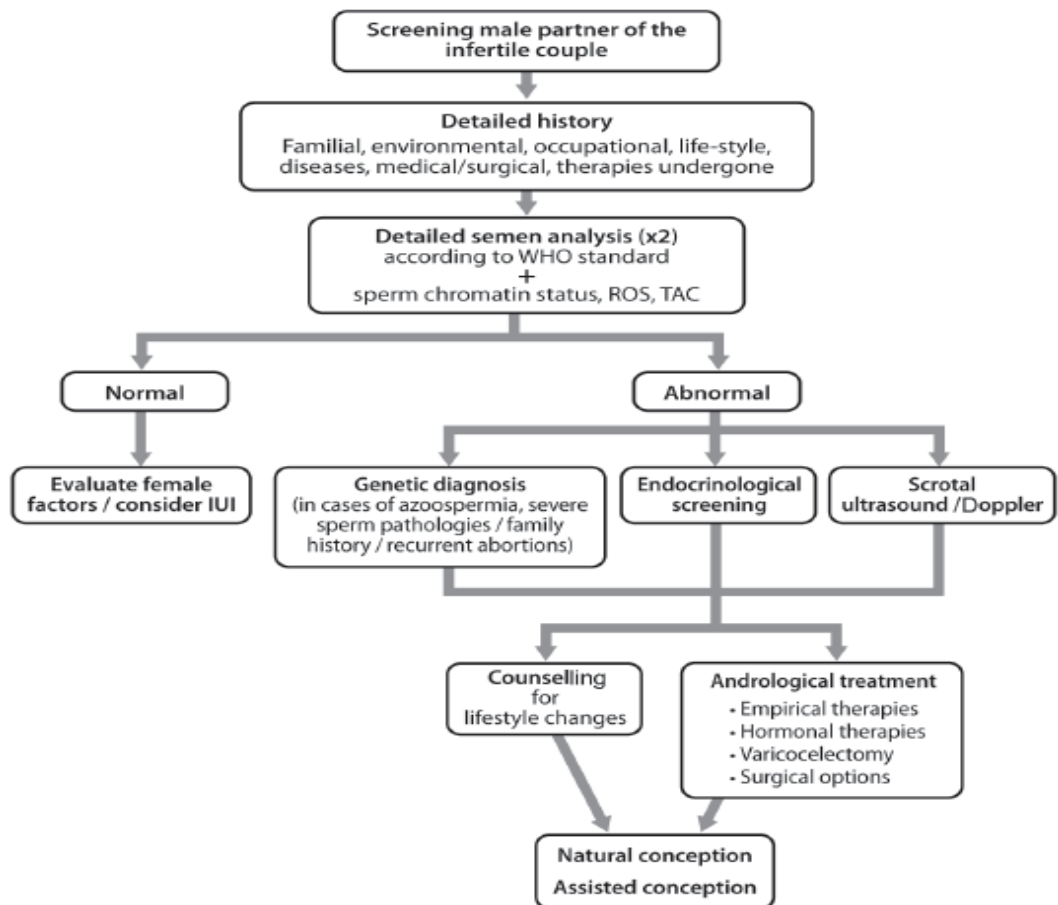 Screening male partner of the
infertile couple
Detailed history
Familial, environmental, occupational, life-style,
diseases, medical/surgical, therapies undergone
Detailed semen analysis (x2)
according to WHO standard
+
sperm chromatin status, ROS, TAC
Normal
Abnormal
Evaluate female
factors / consider IUI
Genetic diagnosis
(in cases of azoospermia, severe
sperm pathologies / family
history / recurrent abortions)
Endocrinological
screening
Scrotal
ultrasound /Doppler
Counselling
for
lifestyle changes
Andrological treatment
• Empirical therapies
• Hormonal therapies
• Varicocelectomy
• Surgical options
Natural conception
Assisted conception